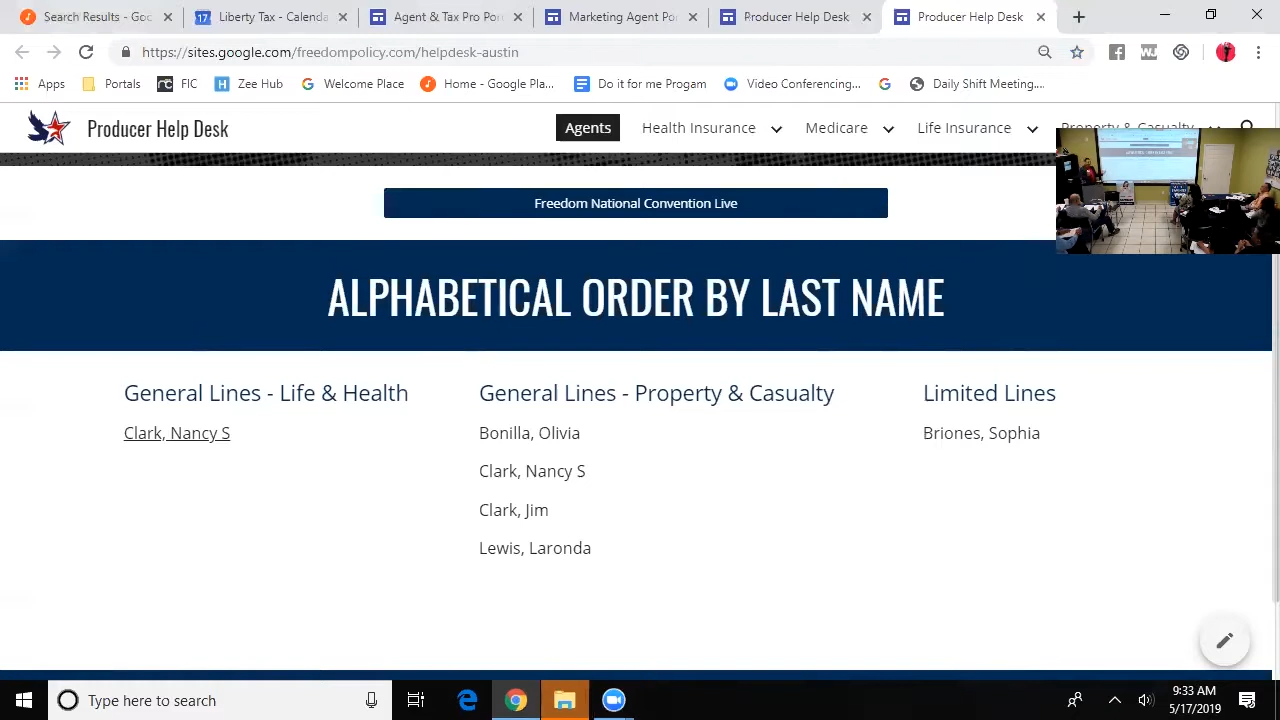 Search Results - Goo
Liberty Tax - Calenda
Agent & Tax Pro Por
Marketing Agent Por
Producer Help Desk
Producer Help Desk
https://sites.google.com/freedompolicy.com/helpdesk-austin
Apps
Portals
FIC
Zee Hub
Welcome Place
Home - Google Pla...
Do it for me Progam
Video Conferencing...
Daily Shift Meeting....
Producer Help Desk
Agents
Health Insurance
Medicare
Life Insurance
Property & Casualty
Freedom National Convention Live
ALPHABETICAL ORDER BY LAST NAME
General Lines - Life & Health
Clark, Nancy S
General Lines - Property & Casualty
Bonilla, Olivia
Clark, Nancy S
Clark, Jim
Lewis, Laronda
Limited Lines
Briones, Sophia
Type here to search
9:33 AM
5/17/2019